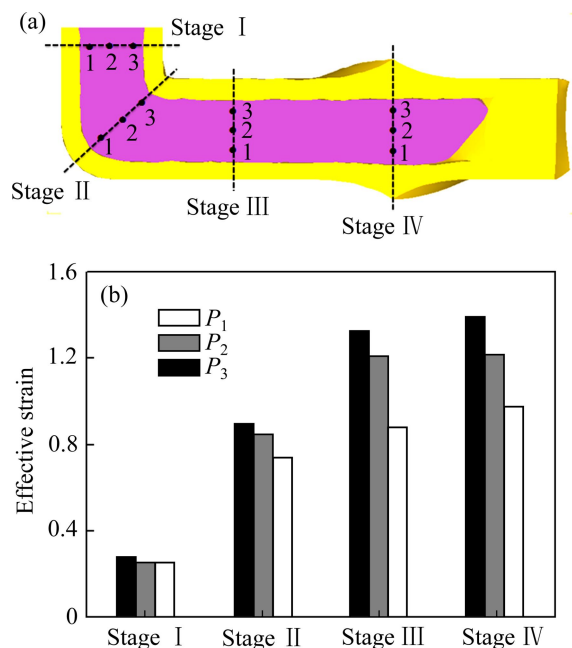 (a)
Stage Ⅰ
1 2 3
3
2
1
Stage Ⅱ
3
2
1
Stage Ⅲ
3
2
1
Stage Ⅳ
(b)
P1
P2
P3
Effective strain
1.6
1.2
0.8
0.4
0
Stage Ⅰ Stage Ⅱ Stage Ⅲ Stage Ⅳ